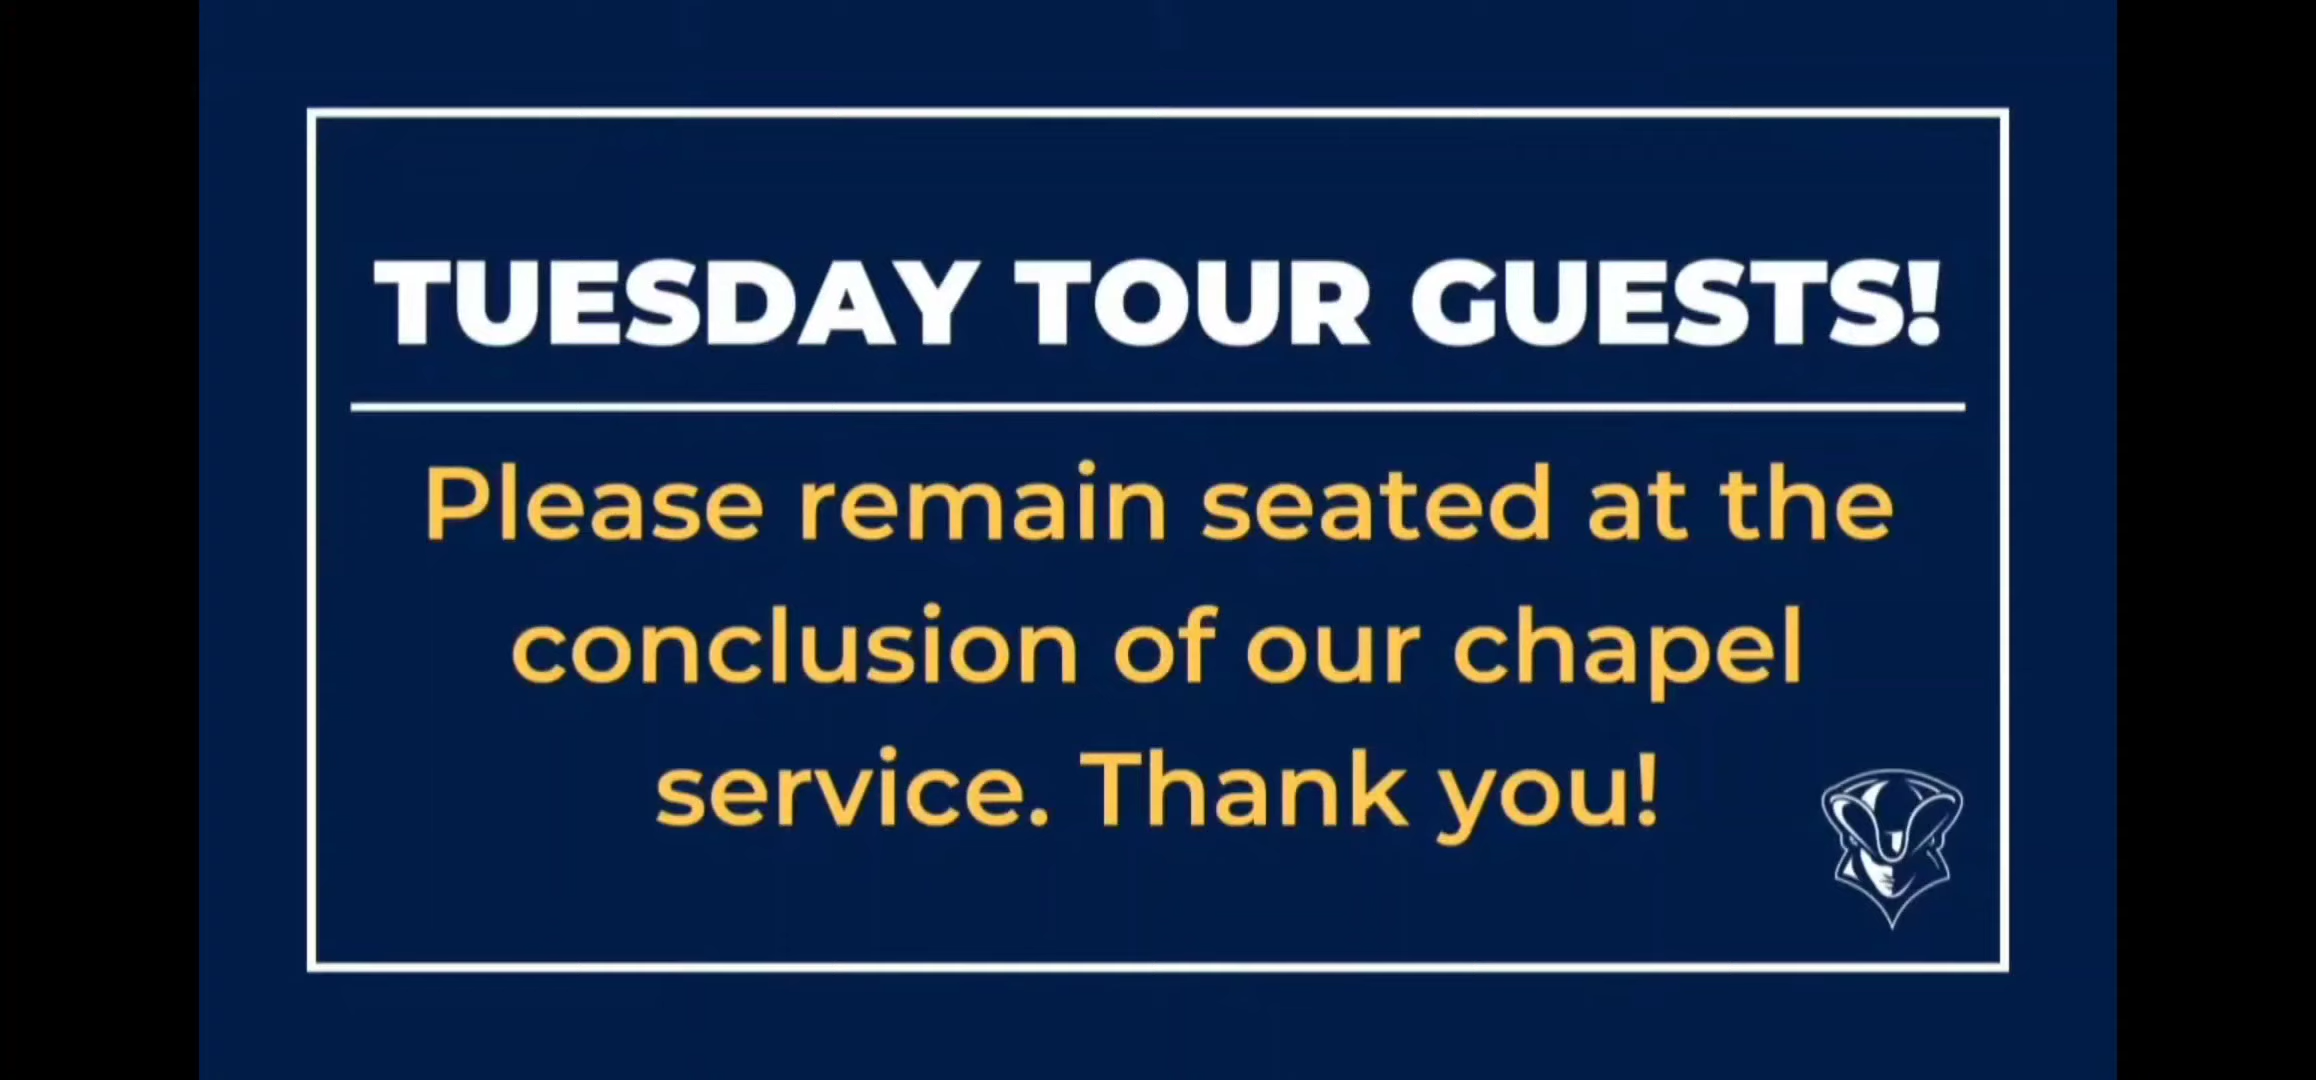 TUESDAY TOUR GUESTS!
Please remain seated at the
conclusion of our chapel
service. Thank you!